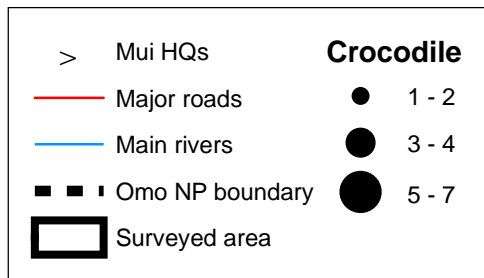 > Mui HQs
Major roads
Main rivers
Omo NP boundary
Surveyed area
Crocodile
1 - 2
3 - 4
5 - 7